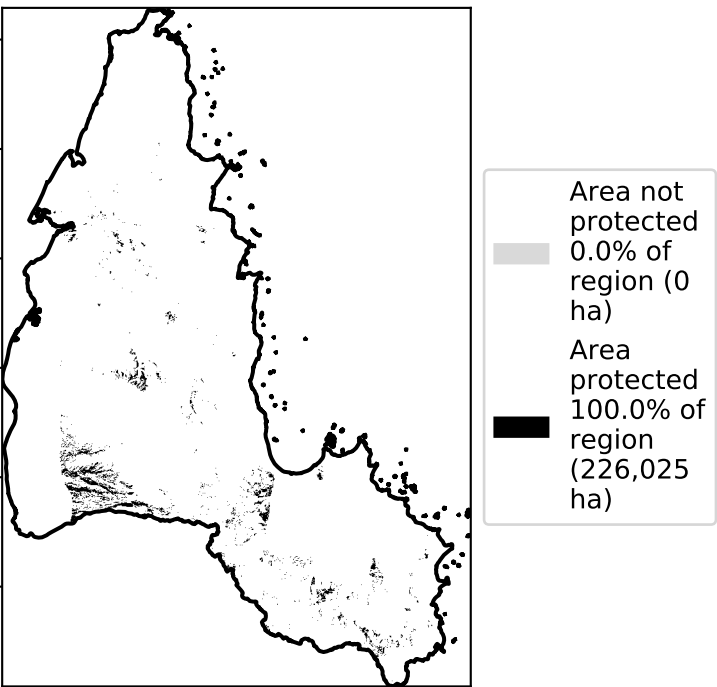 Area not
protected
0.0% of
region (0
ha)
Area
protected
100.0% of
region
(226,025
ha)